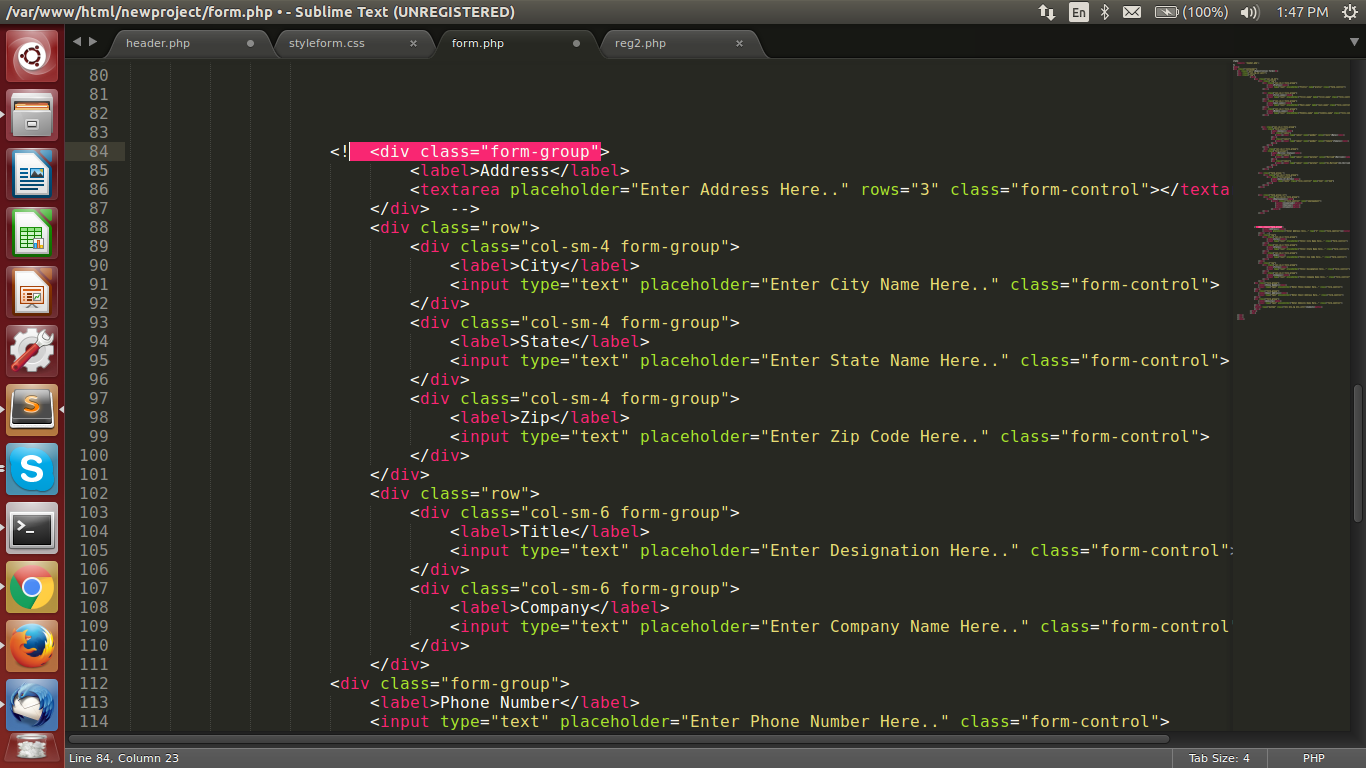 /var/www/html/newproject/form.php • - Sublime Text (UNREGISTERED)
En (100%) 1:47 PM
header.php styleform.css × form.php reg2.php ×
80
81
82
83
84 <!  <div class="form-group">
85 <label>Address</label>
86 <textarea placeholder="Enter Address Here.." rows="3" class="form-control"></texta
87 </div>  -->
88 <div class="row">
89 <div class="col-sm-4 form-group">
90 <label>City</label>
91 <input type="text" placeholder="Enter City Name Here.." class="form-control">
92 </div>
93 <div class="col-sm-4 form-group">
94 <label>State</label>
95 <input type="text" placeholder="Enter State Name Here.." class="form-control">
96 </div>
97 <div class="col-sm-4 form-group">
98 <label>Zip</label>
99 <input type="text" placeholder="Enter Zip Code Here.." class="form-control">
100 </div>
101 </div>
102 <div class="row">
103 <div class="col-sm-6 form-group">
104 <label>Title</label>
105 <input type="text" placeholder="Enter Designation Here.." class="form-control">
106 </div>
107 <div class="col-sm-6 form-group">
108 <label>Company</label>
109 <input type="text" placeholder="Enter Company Name Here.." class="form-control
110 </div>
111 </div>
112 <div class="form-group">
113 <label>Phone Number</label>
114 <input type="text" placeholder="Enter Phone Number Here.." class="form-control">
Line 84, Column 23 Tab Size: 4 PHP